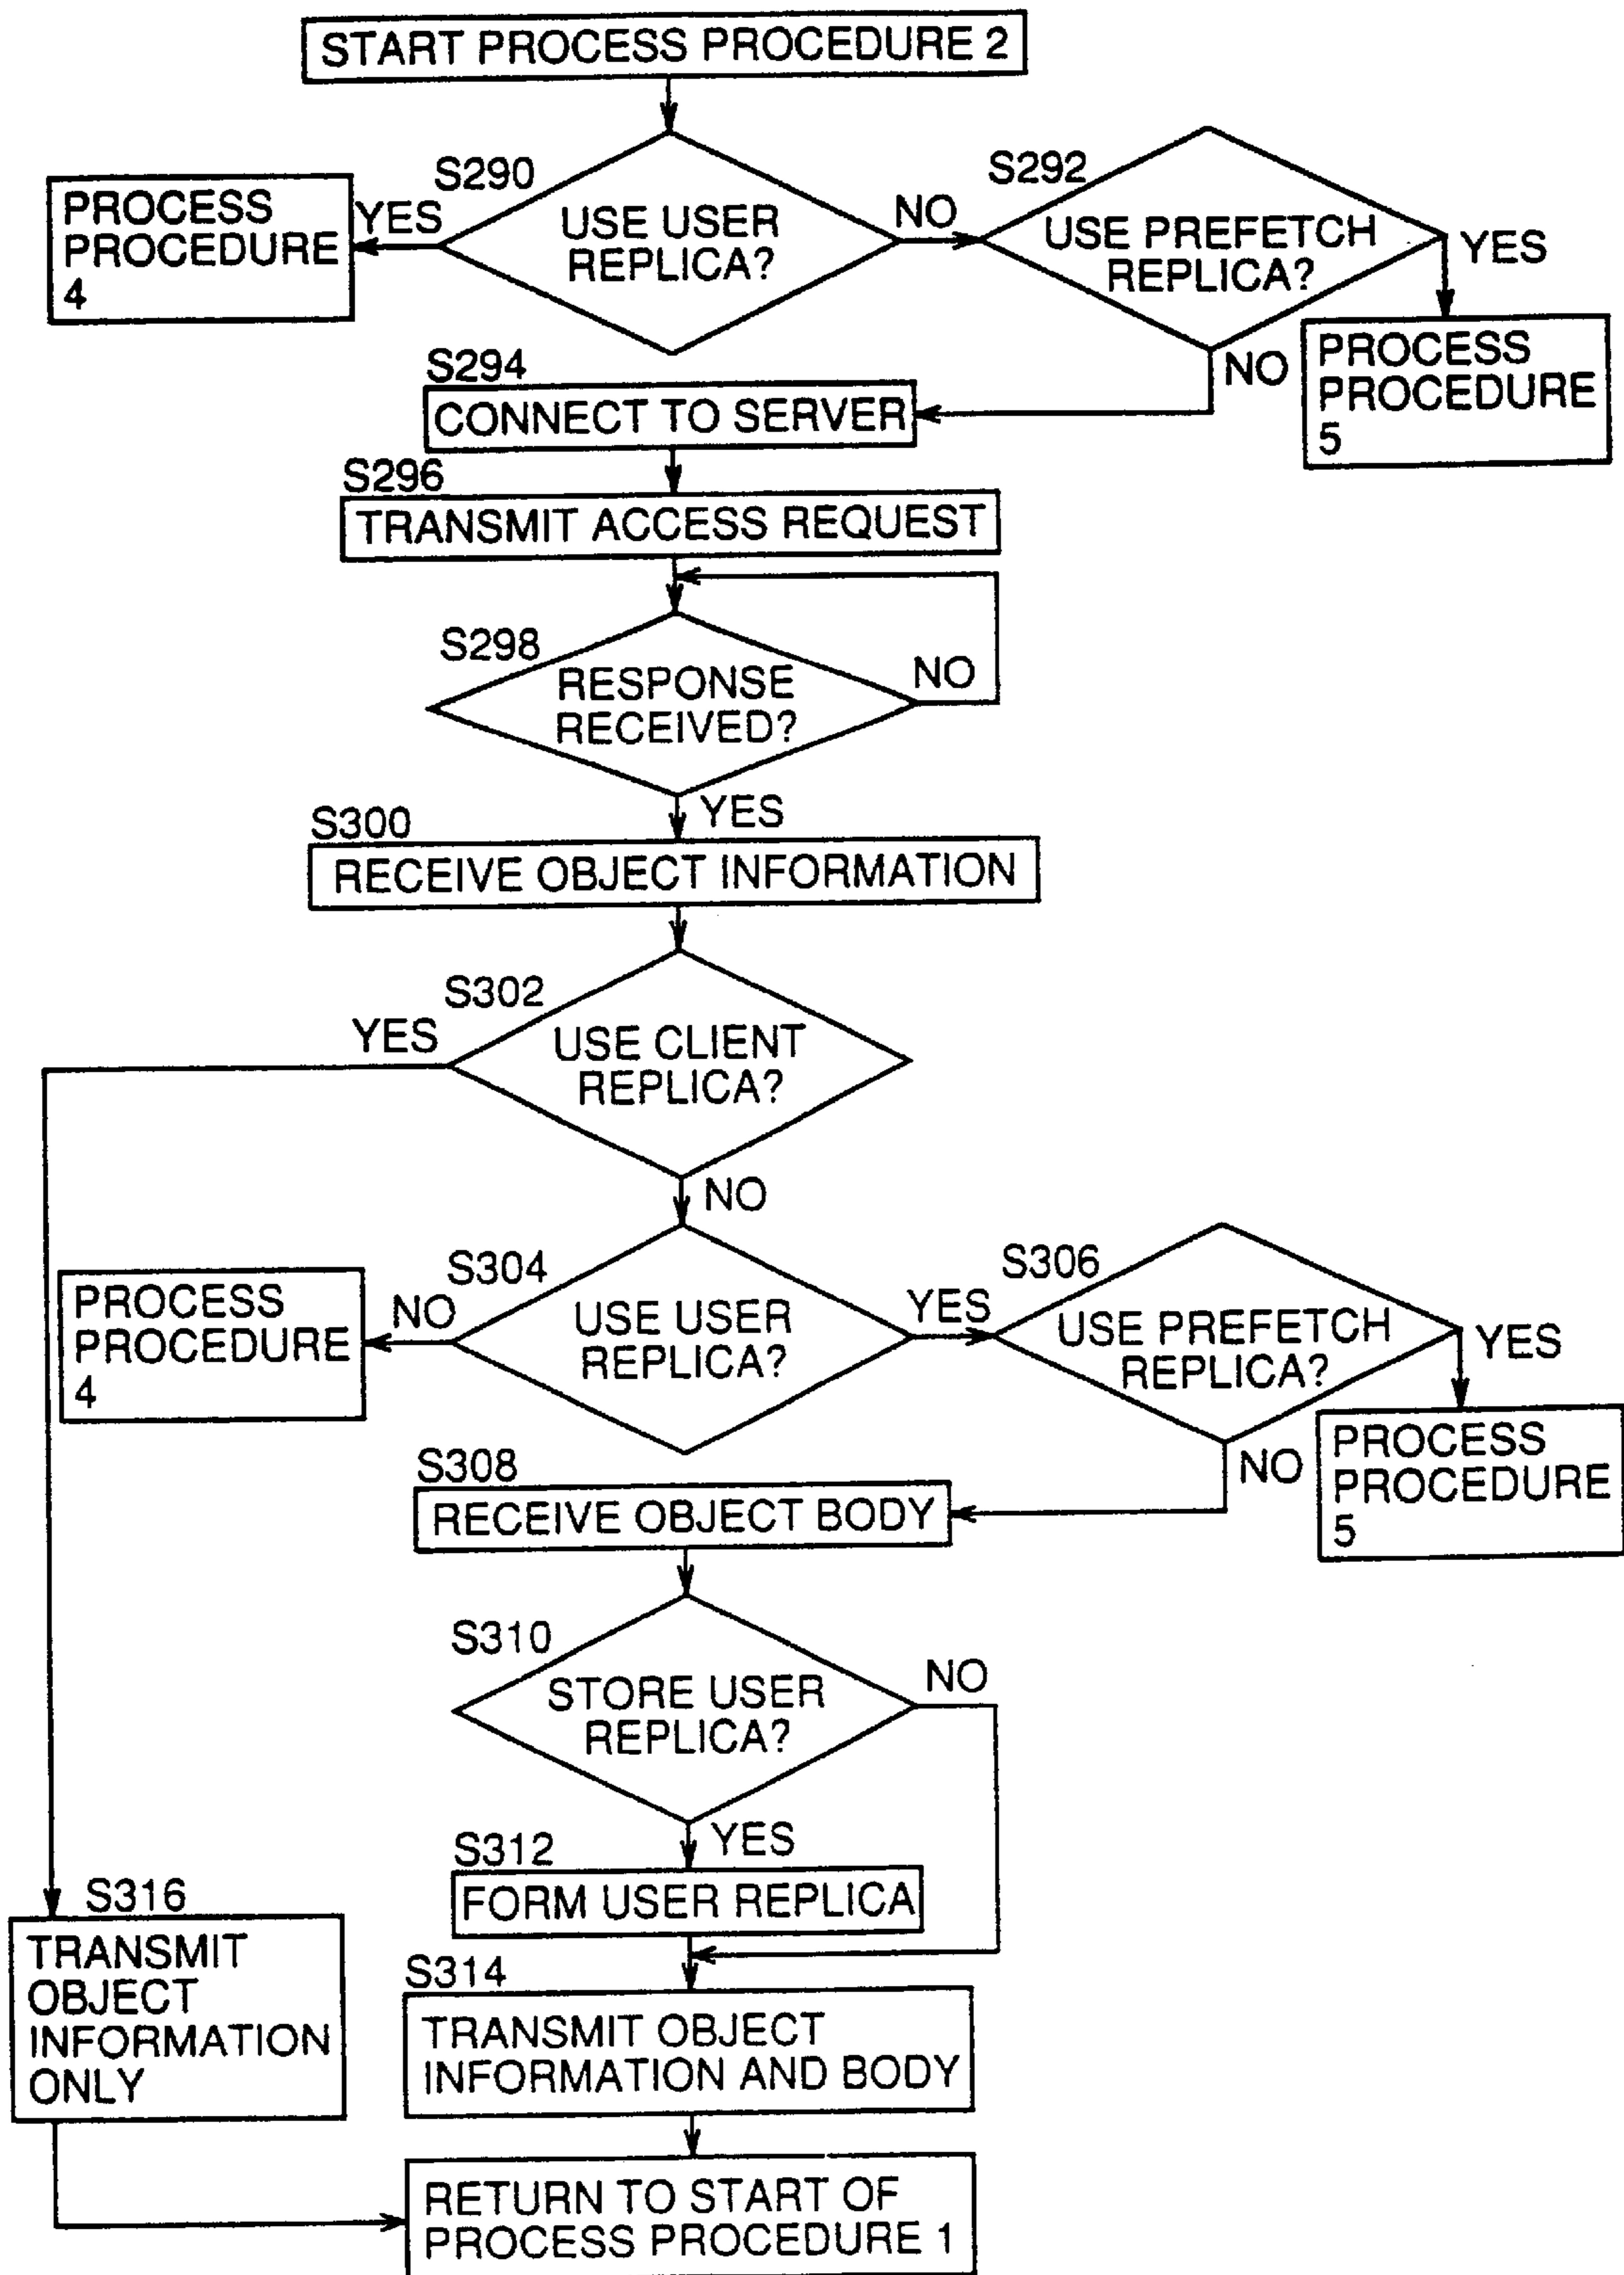 START PROCESS PROCEDURE 2
S290
USE USER
REPLICA?
YES
PROCESS
PROCEDURE
4
NO
S292
USE PREFETCH
REPLICA?
YES
PROCESS
PROCEDURE
5
NO
S294
CONNECT TO SERVER
S296
TRANSMIT ACCESS REQUEST
S298
RESPONSE
RECEIVED?
NO
YES
S300
RECEIVE OBJECT INFORMATION
S302
USE CLIENT
REPLICA?
YES
NO
S304
USE USER
REPLICA?
NO
PROCESS
PROCEDURE
4
YES
S306
USE PREFETCH
REPLICA?
YES
PROCESS
PROCEDURE
5
NO
S308
RECEIVE OBJECT BODY
S310
STORE USER
REPLICA?
NO
YES
S312
FORM USER REPLICA
S314
TRANSMIT OBJECT
INFORMATION AND BODY
S316
TRANSMIT
OBJECT
INFORMATION
ONLY
RETURN TO START OF
PROCESS PROCEDURE 1